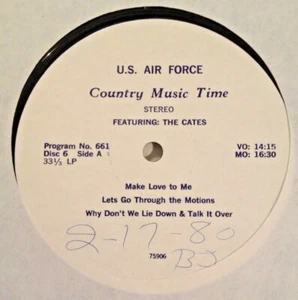 U.S. AIR FORCE
Country Music Time
STEREO
FEATURING: THE CATES
Program No. 661
Disc 6 Side A
33⅓ LP
VO: 14:15
MO: 16:30
Make Love to Me
Lets Go Through the Motions
Why Don't We Lie Down & Talk It Over
2-17-80
BJ
75906